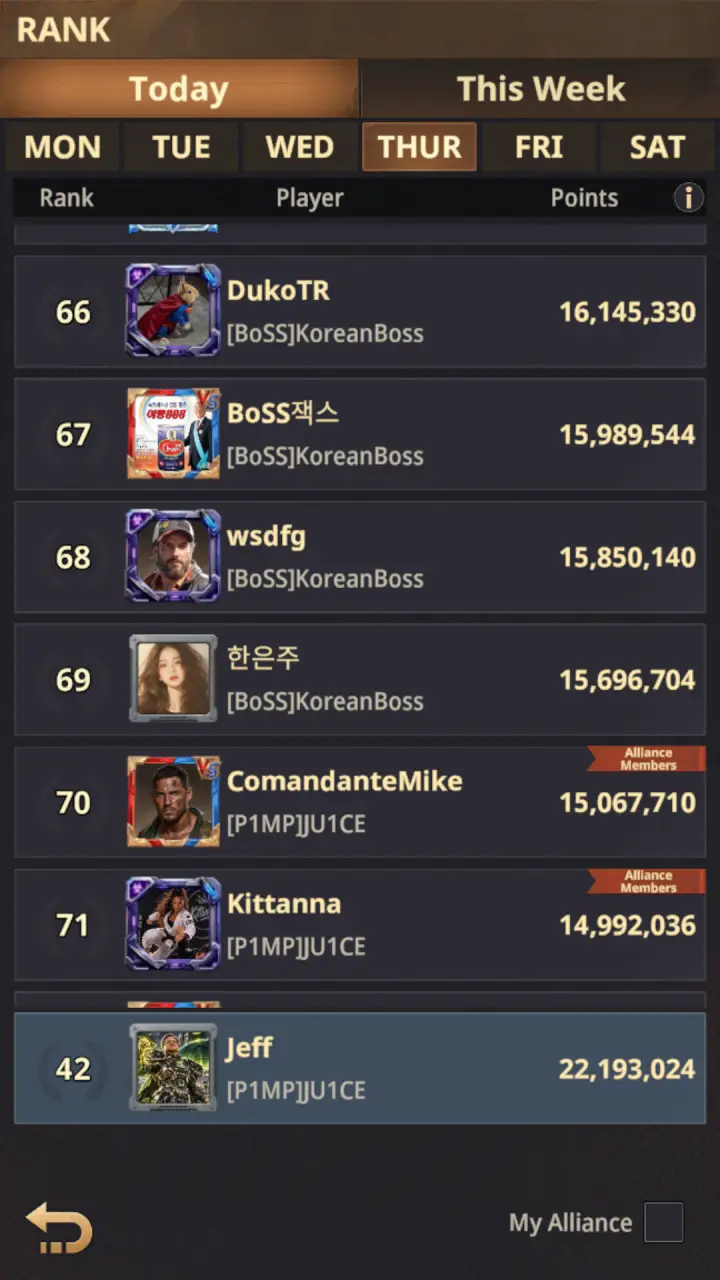 RANK
Today
This Week
MON
TUE
WED
THUR
FRI
SAT
Rank
Player
Points
66
DukoTR
[BoSS]KoreanBoss
16,145,330
67
BoSS잭스
[BoSS]KoreanBoss
15,989,544
68
wsdfg
[BoSS]KoreanBoss
15,850,140
69
한은주
[BoSS]KoreanBoss
15,696,704
Alliance
Members
70
ComandanteMike
[P1MP]JU1CE
15,067,710
Alliance
Members
71
Kittanna
[P1MP]JU1CE
14,992,036
42
Jeff
[P1MP]JU1CE
22,193,024
My Alliance